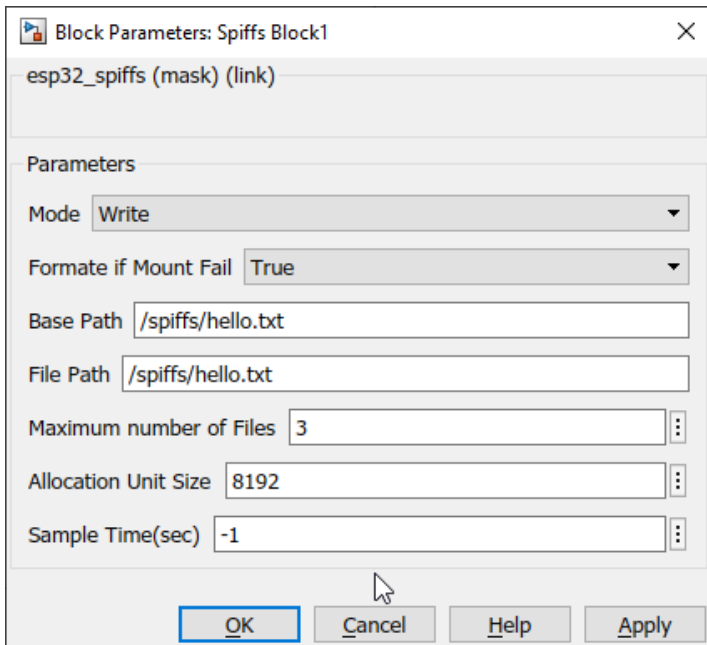 Block Parameters: Spiffs Block1
esp32_spiffs (mask) (link)
Parameters
Mode Write
Formate if Mount Fail True
Base Path /spiffs/hello.txt
File Path /spiffs/hello.txt
Maximum number of Files 3
Allocation Unit Size 8192
Sample Time(sec) -1
OK Cancel Help Apply